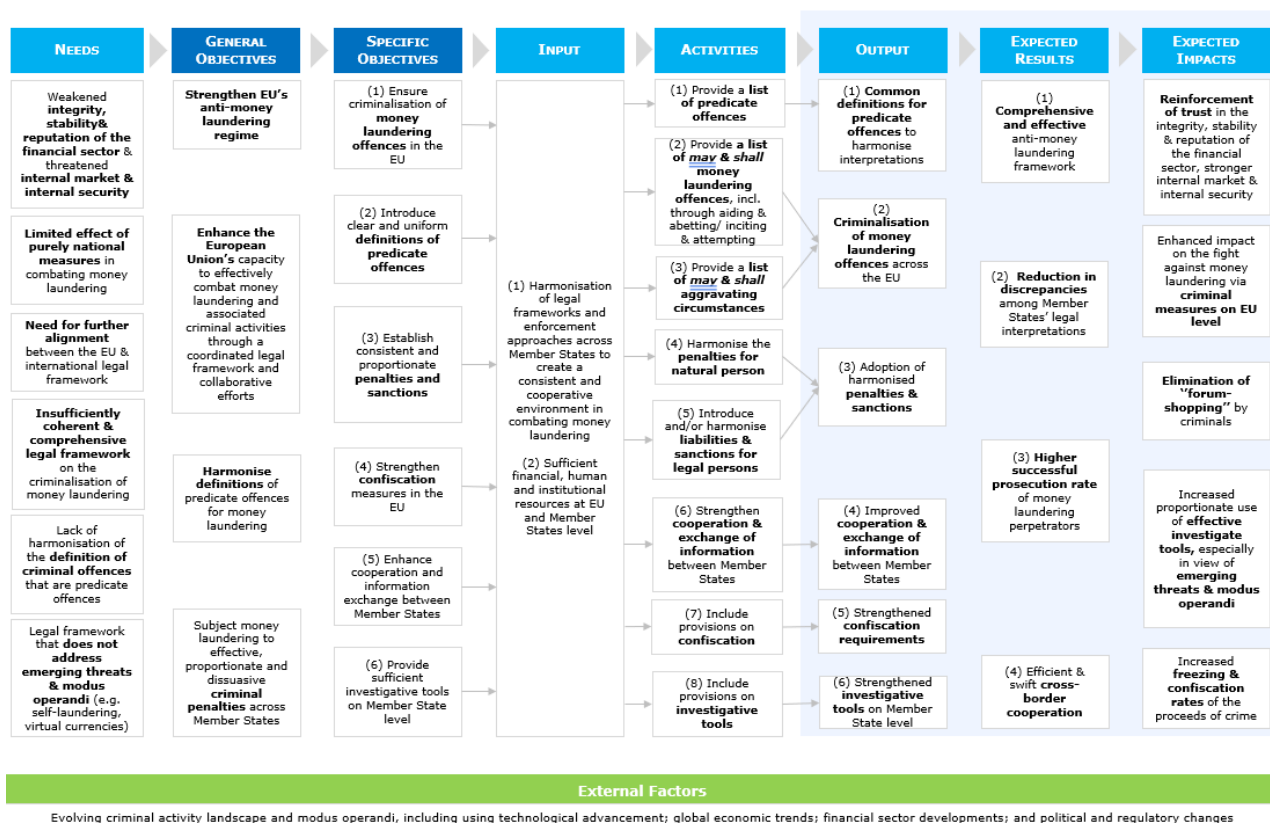 NEEDS
GENERAL
OBJECTIVES
SPECIFIC
OBJECTIVES
INPUT
ACTIVITIES
OUTPUT
EXPECTED
RESULTS
EXPECTED
IMPACTS
Weakened
integrity,
stability&
reputation of the
financial sector &
threatened
internal market &
internal security
Limited effect of
purely national
measures in
combating money
laundering
Need for further
alignment
between the EU &
international legal
framework
Insufficiently
coherent &
comprehensive
legal framework
on the
criminalisation of
money laundering
Lack of
harmonisation of
the definition of
criminal offences
that are predicate
offences
Legal framework
that does not
address
emerging threats
& modus
operandi (e.g.
self-laundering,
virtual currencies)
Strengthen EU's
anti-money
laundering
regime
Enhance the
European
Union's capacity
to effectively
combat money
laundering and
associated
criminal activities
through a
coordinated legal
framework and
collaborative
efforts
Harmonise
definitions of
predicate offences
for money
laundering
Subject money
laundering to
effective,
proportionate and
dissuasive
criminal
penalties across
Member States
(1) Ensure
criminalisation of
money
laundering
offences in the
EU
(2) Introduce
clear and uniform
definitions of
predicate
offences
(3) Establish
consistent and
proportionate
penalties and
sanctions
(4) Strengthen
confiscation
measures in the
EU
(5) Enhance
cooperation and
information
exchange between
Member States
(6) Provide
sufficient
investigative tools
on Member State
level
(1) Harmonisation
of legal
frameworks and
enforcement
approaches across
Member States to
create a
consistent and
cooperative
environment in
combating money
laundering
(2) Sufficient
financial, human
and institutional
resources at EU
and Member
States level
(1) Provide a list
of predicate
offences
(2) Provide a list
of may & shall
money
laundering
offences, incl.
through aiding &
abetting/ inciting
& attempting
(3) Provide a list
of may & shall
aggravating
circumstances
(4) Harmonise the
penalties for
natural person
(5) Introduce
and/or harmonise
liabilities &
sanctions for
legal persons
(6) Strengthen
cooperation &
exchange of
information
between Member
States
(7) Include
provisions on
confiscation
(8) Include
provisions on
investigative
tools
(1) Common
definitions for
predicate
offences to
harmonise
interpretations
(2)
Criminalisation
of money
laundering
offences across
the EU
(3) Adoption of
harmonised
penalties &
sanctions
(4) Improved
cooperation &
exchange of
information
between Member
States
(5) Strengthened
confiscation
requirements
(6) Strengthened
investigative
tools on Member
State level
(1)
Comprehensive
and effective
anti-money
laundering
framework
(2) Reduction in
discrepancies
among Member
States' legal
interpretations
(3) Higher
successful
prosecution rate
of money
laundering
perpetrators
(4) Efficient &
swift cross-
border
cooperation
Reinforcement
of trust in the
integrity, stability
& reputation of
the financial
sector, stronger
internal market &
internal security
Enhanced impact
on the fight
against money
laundering via
criminal
measures on EU
level
Elimination of
"forum-
shopping" by
criminals
Increased
proportionate use
of effective
investigate
tools, especially
in view of
emerging
threats & modus
operandi
Increased
freezing &
confiscation
rates of the
proceeds of crime
External Factors
Evolving criminal activity landscape and modus operandi, including using technological advancement; global economic trends; financial sector developments; and political and regulatory changes